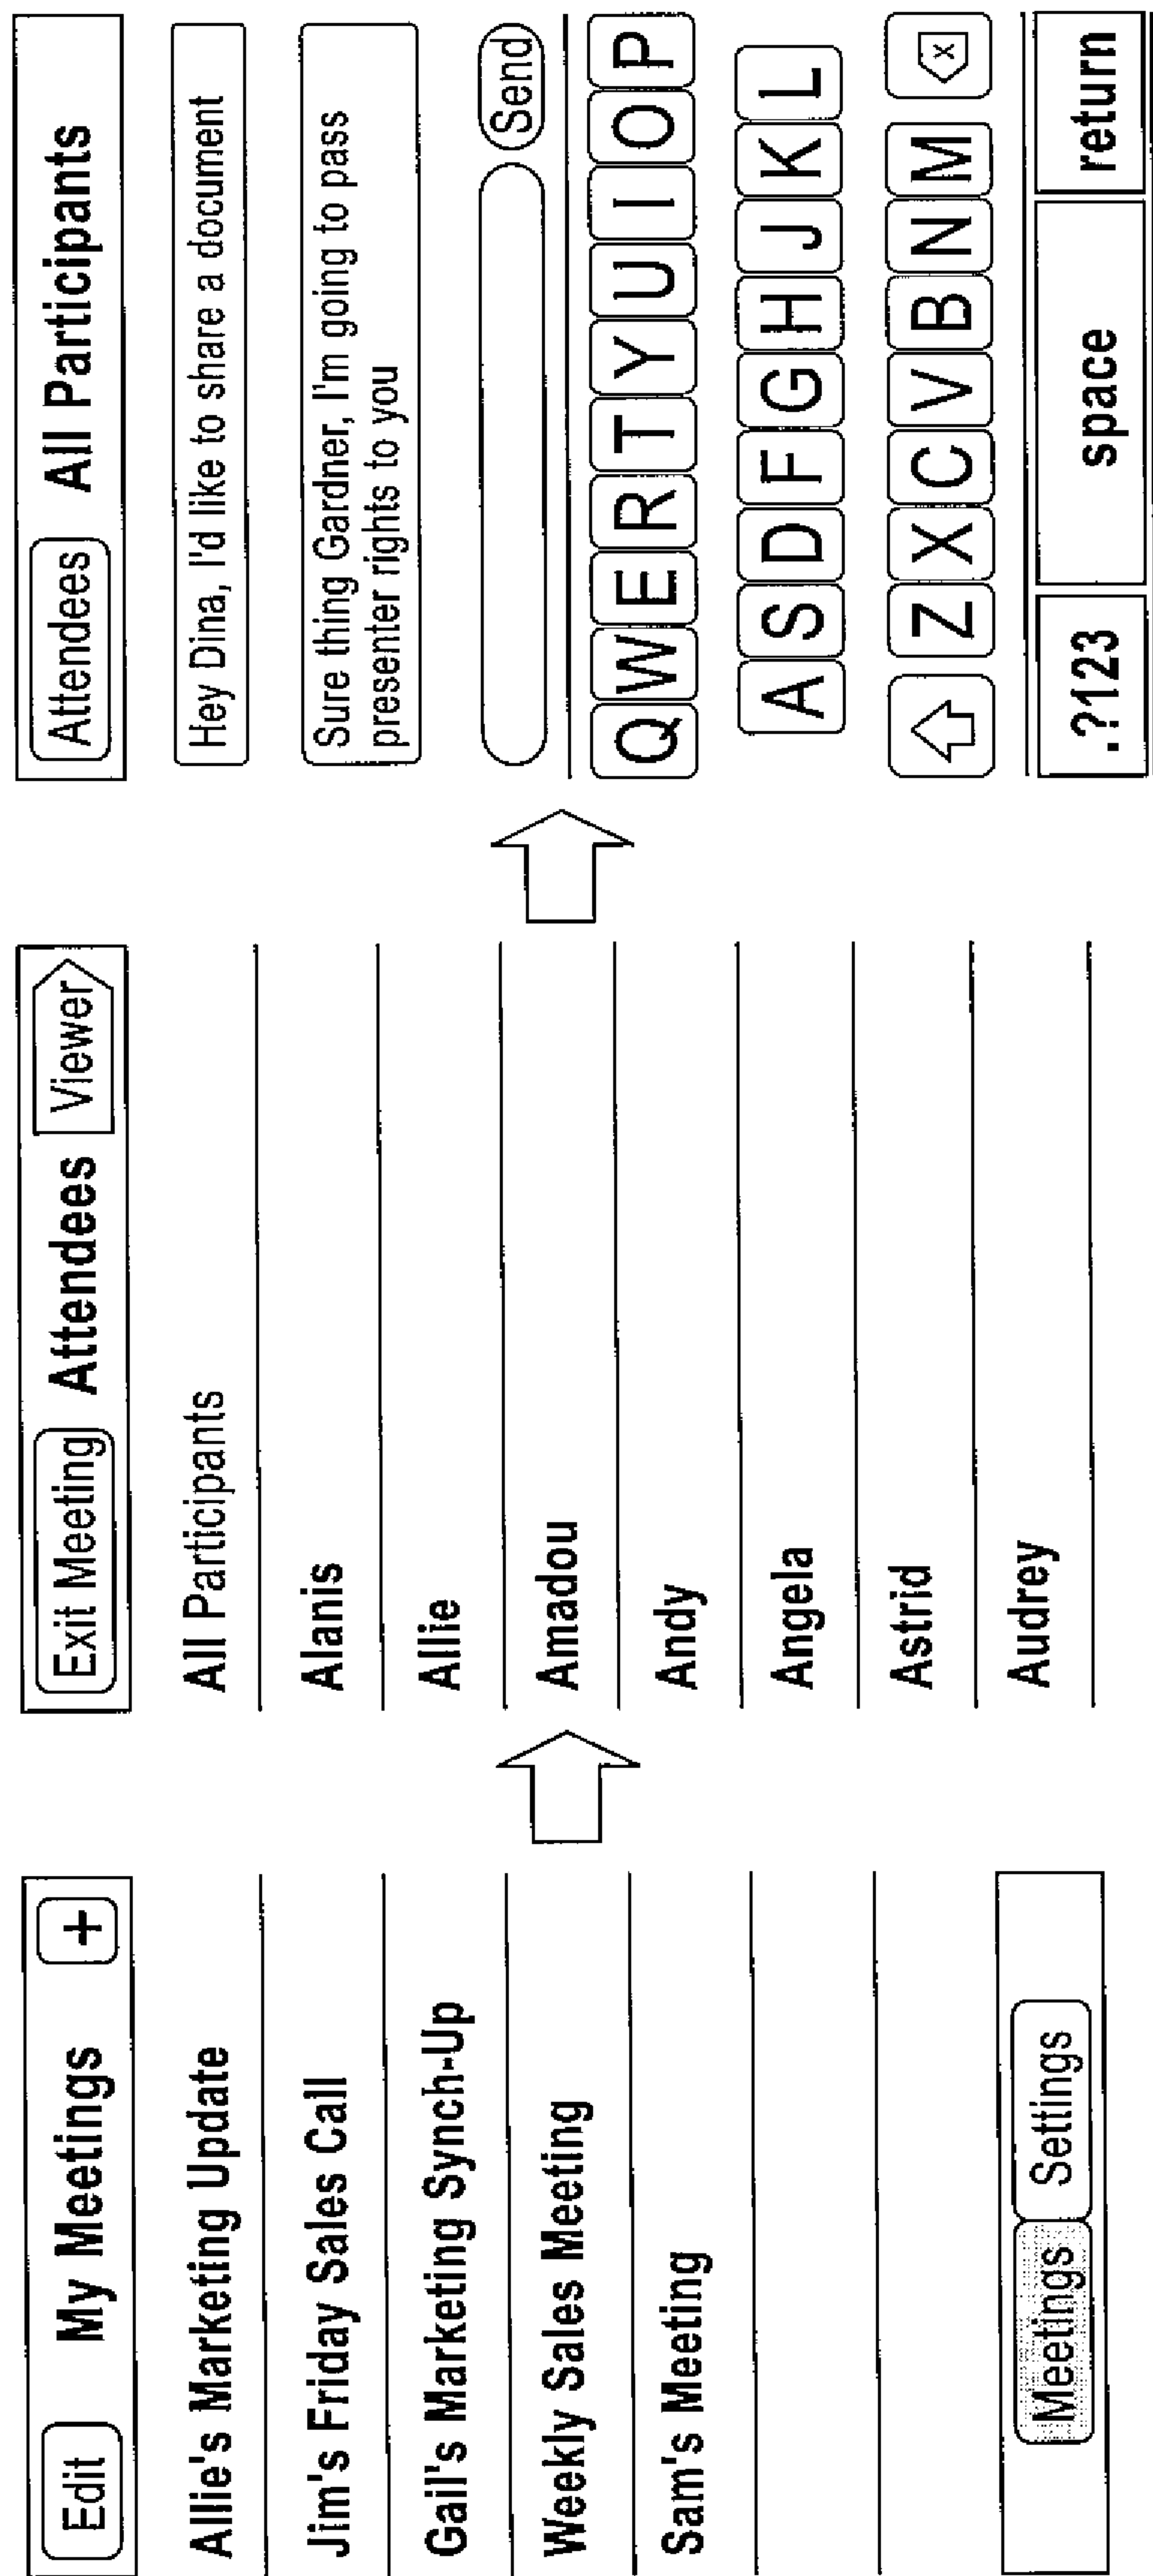 Edit My Meetings +
Allie's Marketing Update
Jim's Friday Sales Call
Gail's Marketing Synch-Up
Weekly Sales Meeting
Sam's Meeting
Meetings Settings
Exit Meeting Attendees Viewer
All Participants
Alanis
Allie
Amadou
Andy
Angela
Astrid
Audrey
Attendees All Participants
Hey Dina, I'd like to share a document
Sure thing Gardner, I'm going to pass
presenter rights to you
Send
Q W E R T Y U I O P
A S D F G H J K L
Z X C V B N M x
.?123 space return